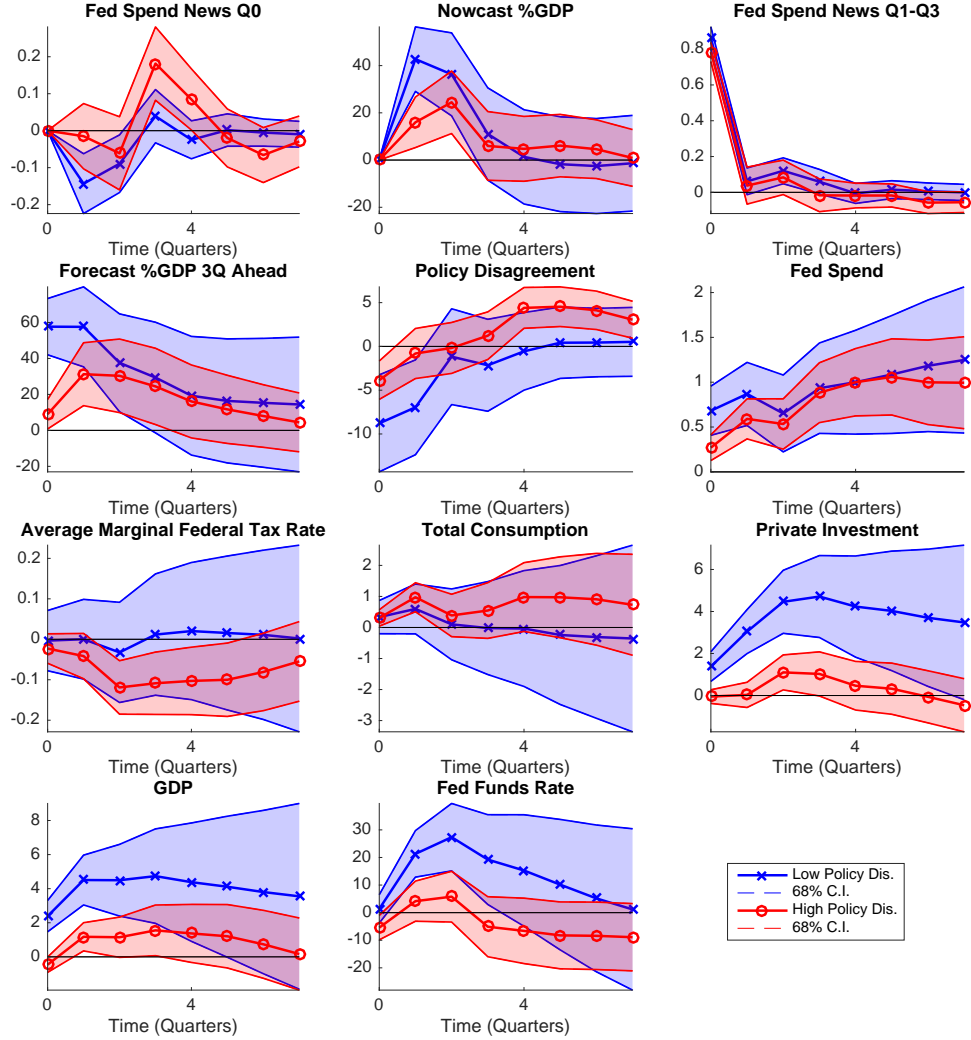 Fed Spend News Q0
0.2
0.1
0
-0.1
-0.2
0
4
Time (Quarters)
Nowcast %GDP
40
20
0
-20
0
4
Time (Quarters)
Fed Spend News Q1-Q3
0.8
0.6
0.4
0.2
0
0
4
Time (Quarters)
Forecast %GDP 3Q Ahead
60
40
20
0
-20
0
4
Time (Quarters)
Policy Disagreement
5
0
-5
-10
0
4
Time (Quarters)
Fed Spend
2
1.5
1
0.5
0
0
4
Time (Quarters)
Average Marginal Federal Tax Rate
0.2
0.1
0
-0.1
-0.2
0
4
Time (Quarters)
Total Consumption
2
1
0
-1
-2
-3
0
4
Time (Quarters)
Private Investment
6
4
2
0
0
4
Time (Quarters)
GDP
8
6
4
2
0
0
4
Time (Quarters)
Fed Funds Rate
30
20
10
0
-10
-20
0
4
Time (Quarters)
Low Policy Dis.
68% C.I.
High Policy Dis.
68% C.I.